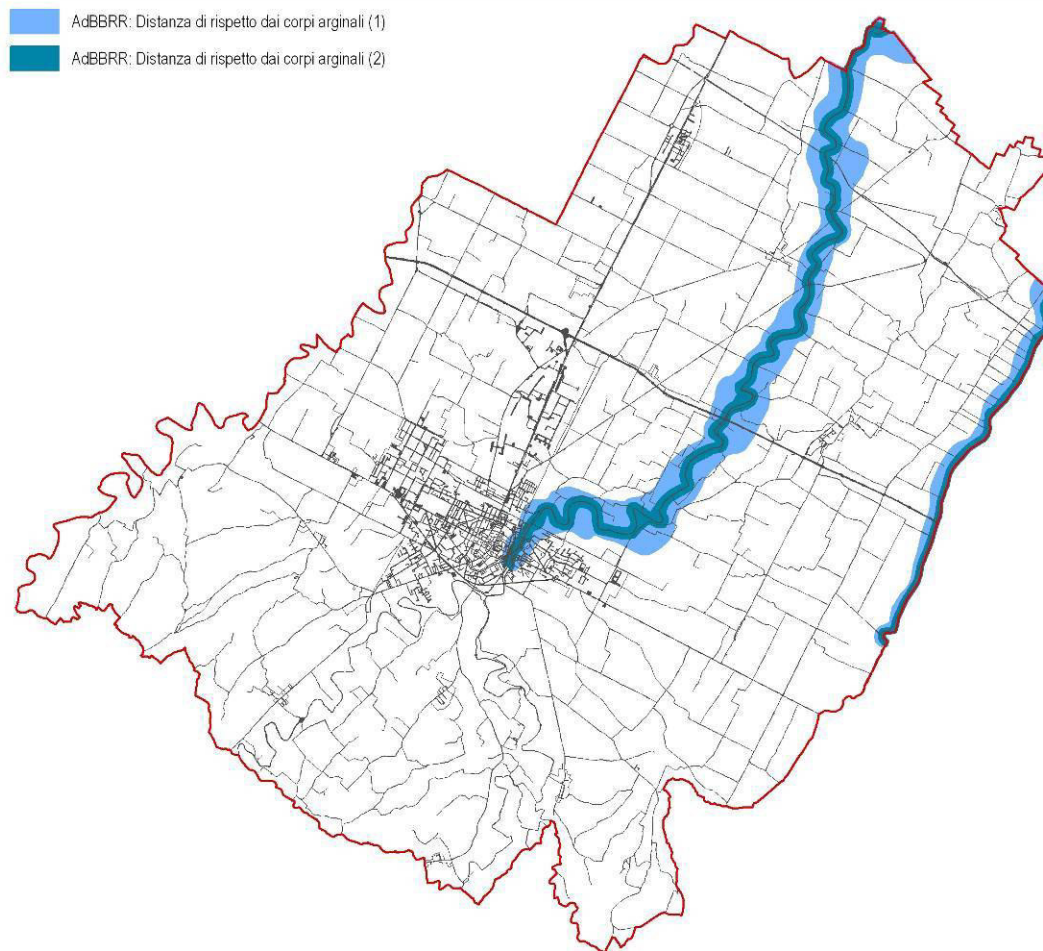 AdBBRR: Distanza di rispetto dai corpi arginali (1)
AdBBRR: Distanza di rispetto dai corpi arginali (2)